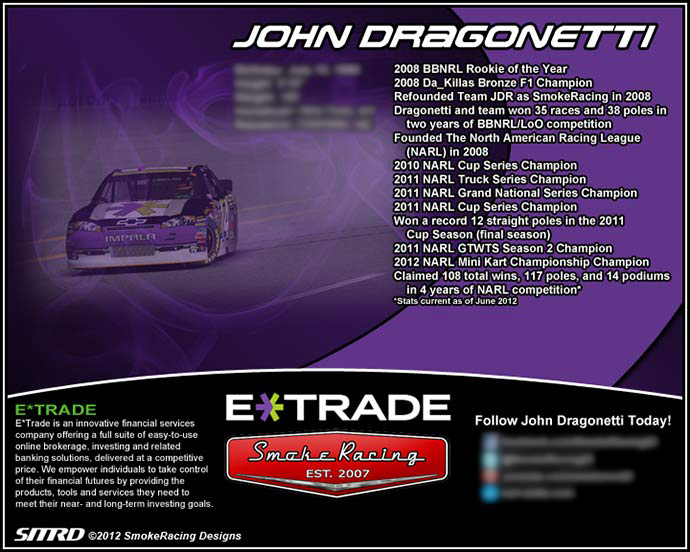 JOHN DRAGONETTI
2008 BBNRL Rookie of the Year
2008 Da_Killas Bronze F1 Champion
Refounded Team JDR as SmokeRacing in 2008
Dragonetti and team won 35 races and 38 poles in
two years of BBNRL/LoO competition
Founded The North American Racing League
(NARL) in 2008
2010 NARL Cup Series Champion
2011 NARL Truck Series Champion
2011 NARL Grand National Series Champion
2011 NARL Cup Series Champion
Won a record 12 straight poles in the 2011
Cup Season (final season)
2011 NARL GTWTS Season 2 Champion
2012 NARL Mini Kart Championship Champion
Claimed 108 total wins, 117 poles, and 14 podiums
in 4 years of NARL competition*
*Stats current as of June 2012
IMPALA
E*TRADE
E*Trade is an innovative financial services
company offering a full suite of easy-to-use
online brokerage, investing and related
banking solutions, delivered at a competitive
price. We empower individuals to take control
of their financial futures by providing the
products, tools and services they need to
meet their near- and long-term investing goals.
E*TRADE
SmokeRacing
EST. 2007
Follow John Dragonetti Today!
SMRD ©2012 SmokeRacing Designs